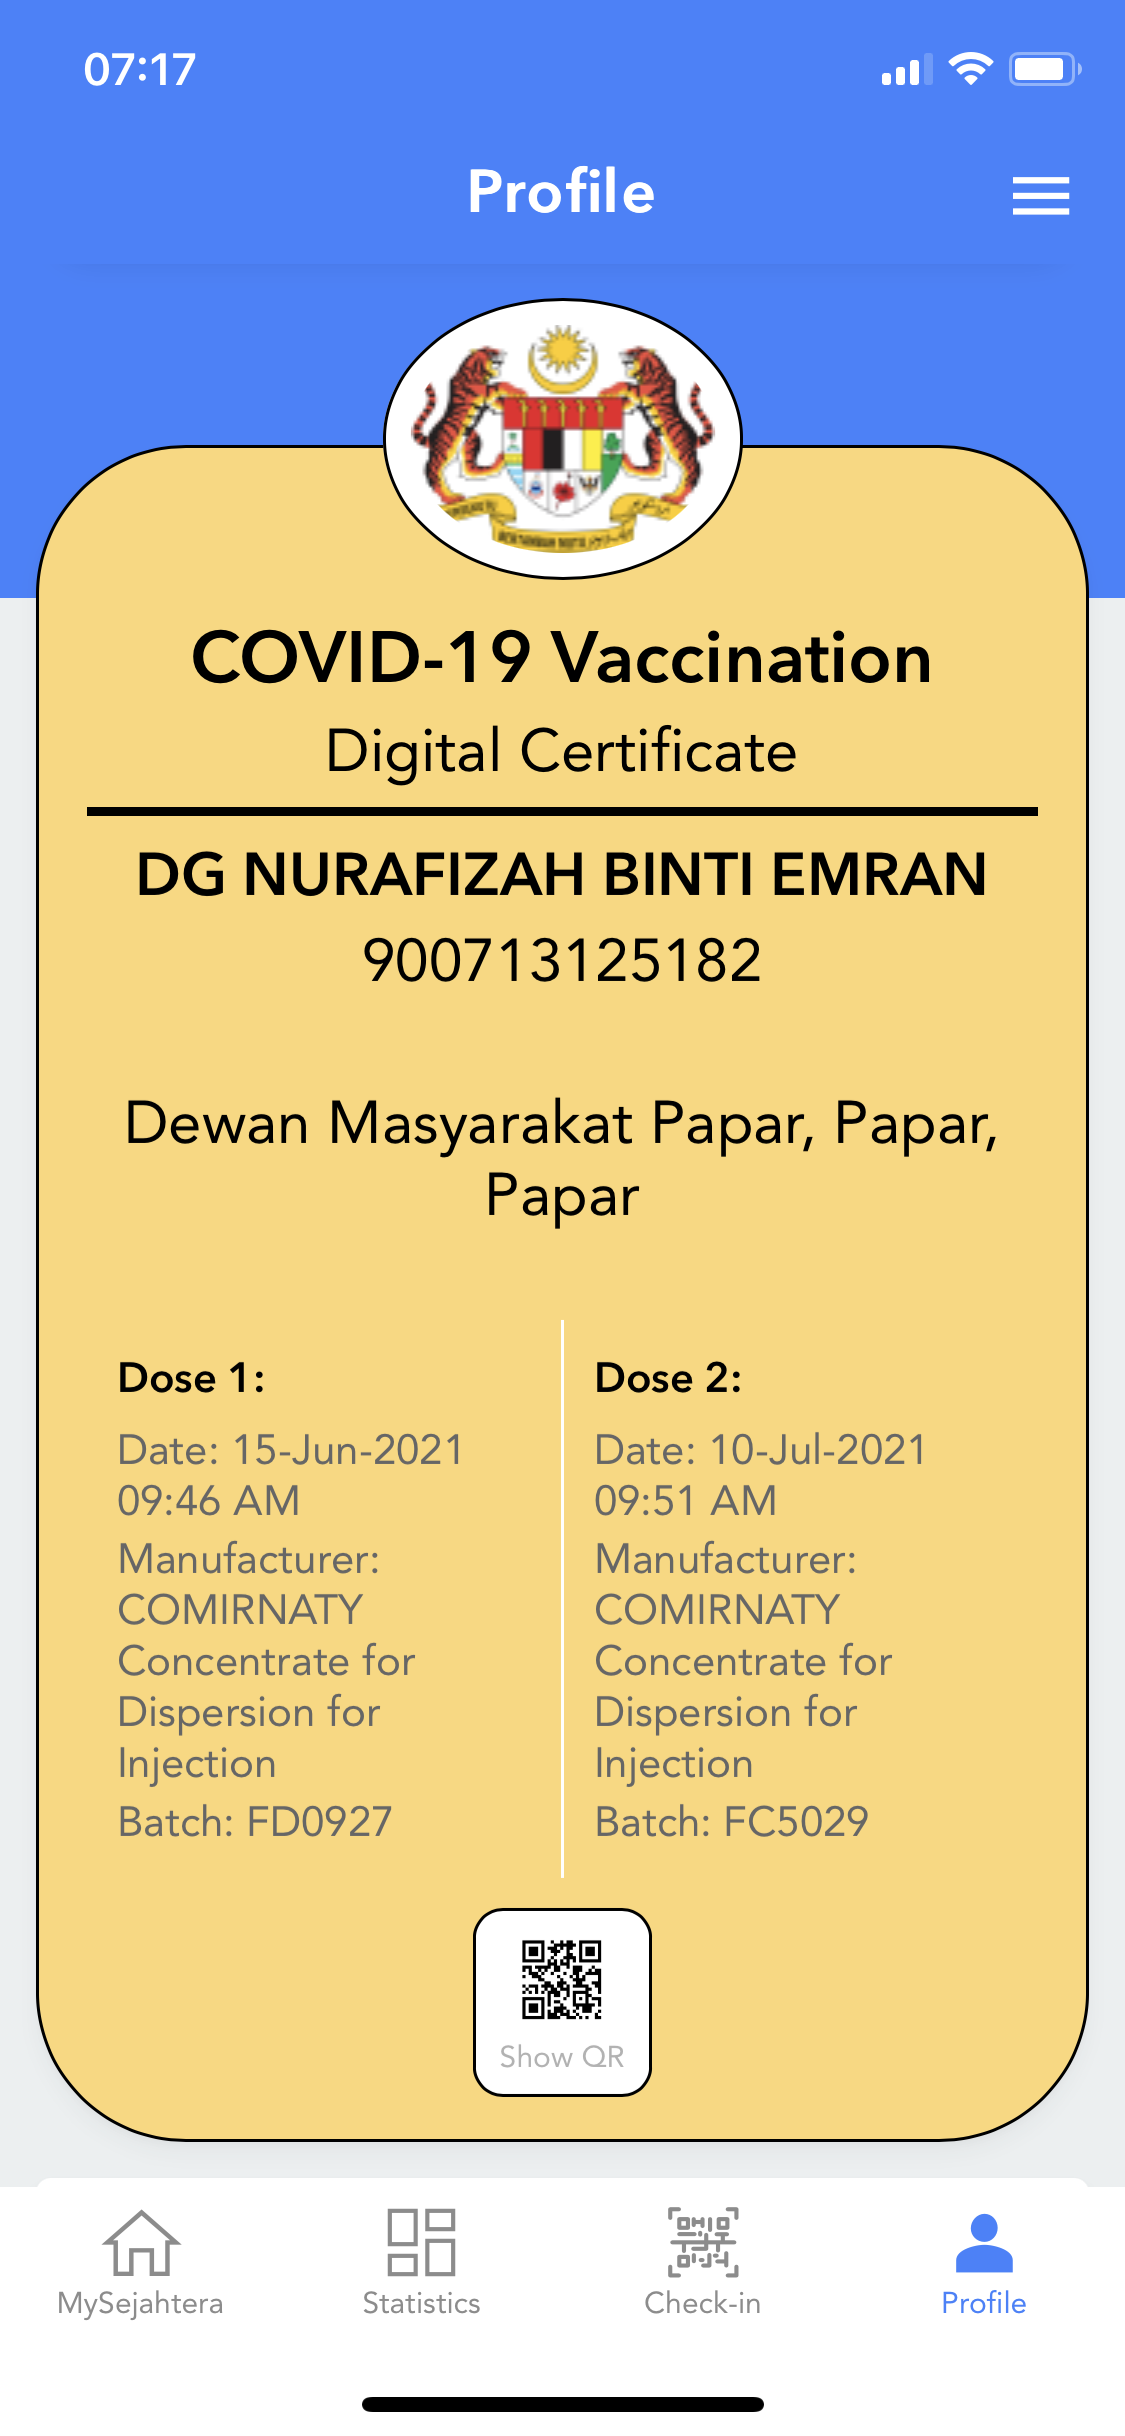 07:17
Profile
COVID-19 Vaccination
Digital Certificate
DG NURAFIZAH BINTI EMRAN
900713125182
Dewan Masyarakat Papar, Papar,
Papar
Dose 1:
Date: 15-Jun-2021
09:46 AM
Manufacturer:
COMIRNATY
Concentrate for
Dispersion for
Injection
Batch: FD0927
Dose 2:
Date: 10-Jul-2021
09:51 AM
Manufacturer:
COMIRNATY
Concentrate for
Dispersion for
Injection
Batch: FC5029
Show QR
MySejahtera
Statistics
Check-in
Profile